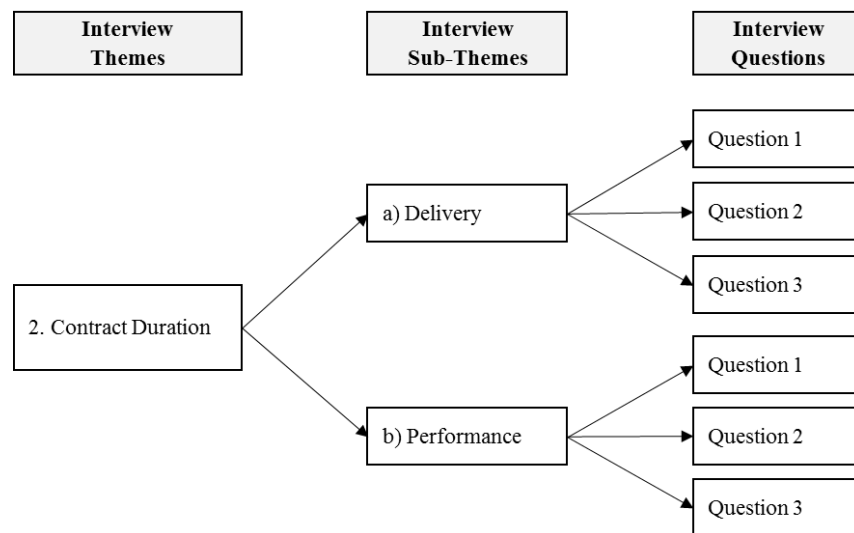 Interview
Themes
Interview
Sub-Themes
Interview
Questions
Question 1
a) Delivery
Question 2
Question 3
2. Contract Duration
Question 1
b) Performance
Question 2
Question 3